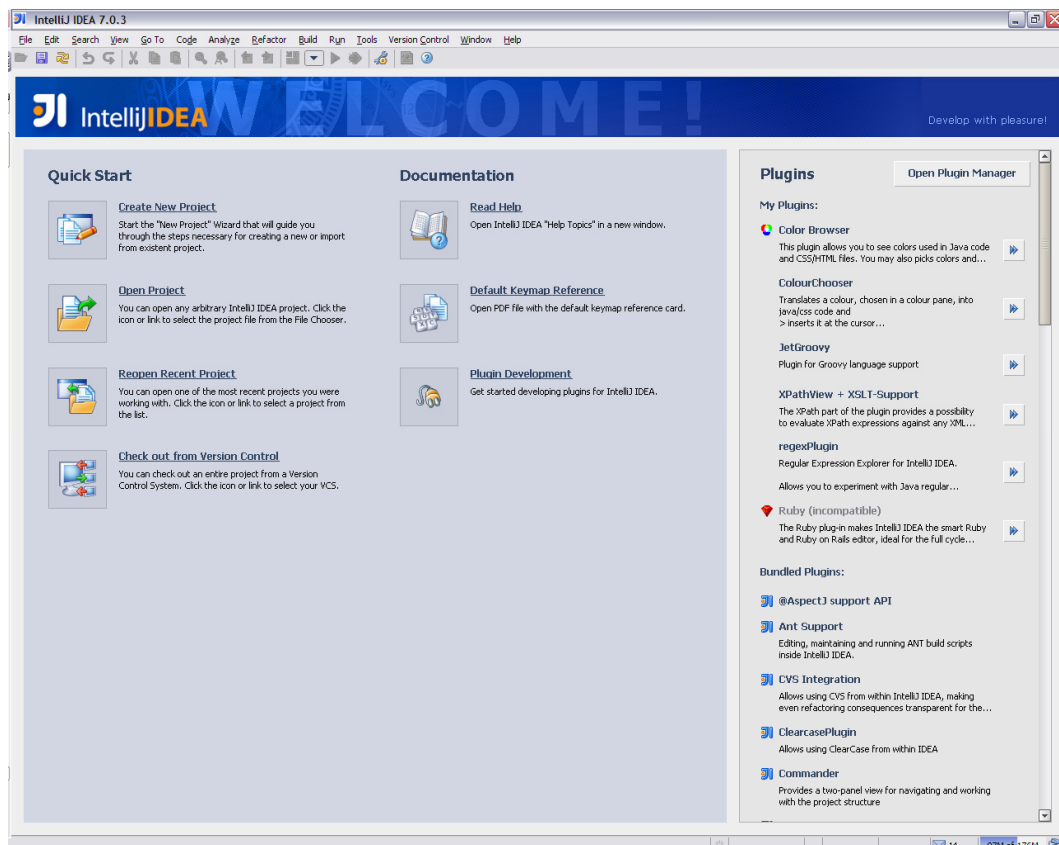 IntelliJ IDEA 7.0.3
File Edit Search View Go To Code Analyze Refactor Build Run Tools Version Control Window Help
IntelliJIDEA
WELCOME!
Develop with pleasure!
Quick Start
Create New Project
Start the "New Project" Wizard that will guide you
through the steps necessary for creating a new or import
from existent project.
Open Project
You can open any arbitrary IntelliJ IDEA project. Click the
icon or link to select the project file from the File Chooser.
Reopen Recent Project
You can open one of the most recent projects you were
working with. Click the icon or link to select a project from
the list.
Check out from Version Control
You can check out an entire project from a Version
Control System. Click the icon or link to select your VCS.
Documentation
Read Help
Open IntelliJ IDEA "Help Topics" in a new window.
Default Keymap Reference
Open PDF file with the default keymap reference card.
Plugin Development
Get started developing plugins for IntelliJ IDEA.
Plugins
Open Plugin Manager
My Plugins:
Color Browser
This plugin allows you to see colors used in Java code
and CSS/HTML files. You may also picks colors and...
ColourChooser
Translates a colour, chosen in a colour pane, into
java/css code and
> inserts it at the cursor...
JetGroovy
Plugin for Groovy language support
XPathView + XSLT-Support
The XPath part of the plugin provides a possibility
to evaluate XPath expressions against any XML...
regexPlugin
Regular Expression Explorer for IntelliJ IDEA.
Allows you to experiment with Java regular...
Ruby (incompatible)
The Ruby plug-in makes IntelliJ IDEA the smart Ruby
and Ruby on Rails editor, ideal for the full cycle...
Bundled Plugins:
@AspectJ support API
Ant Support
Editing, maintaining and running ANT build scripts
inside IntelliJ IDEA.
CVS Integration
Allows using CVS from within IntelliJ IDEA, making
even refactoring consequences transparent for the...
ClearcasePlugin
Allows using ClearCase from within IDEA
Commander
Provides a two-panel view for navigating and working
with the project structure